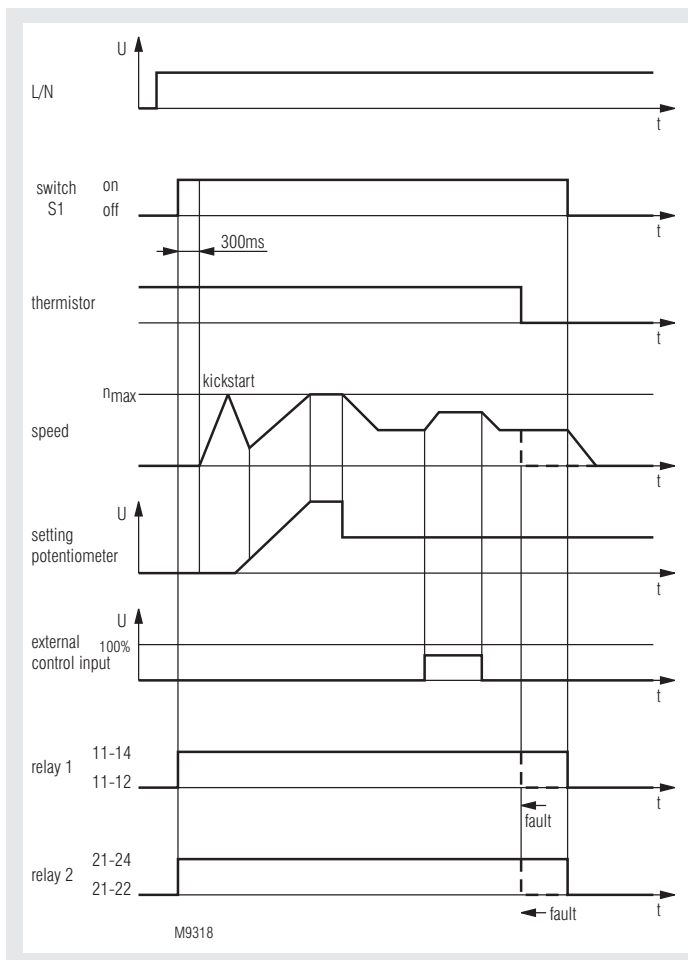 U
L/N
t
switch on
S1 off
t
300ms
thermistor
t
nmax
kickstart
speed
t
U
setting
potentiometer
t
U
external 100%
control input
t
11-14
relay 1
11-12
t
fault
21-24
relay 2
21-22
t
fault
M9318